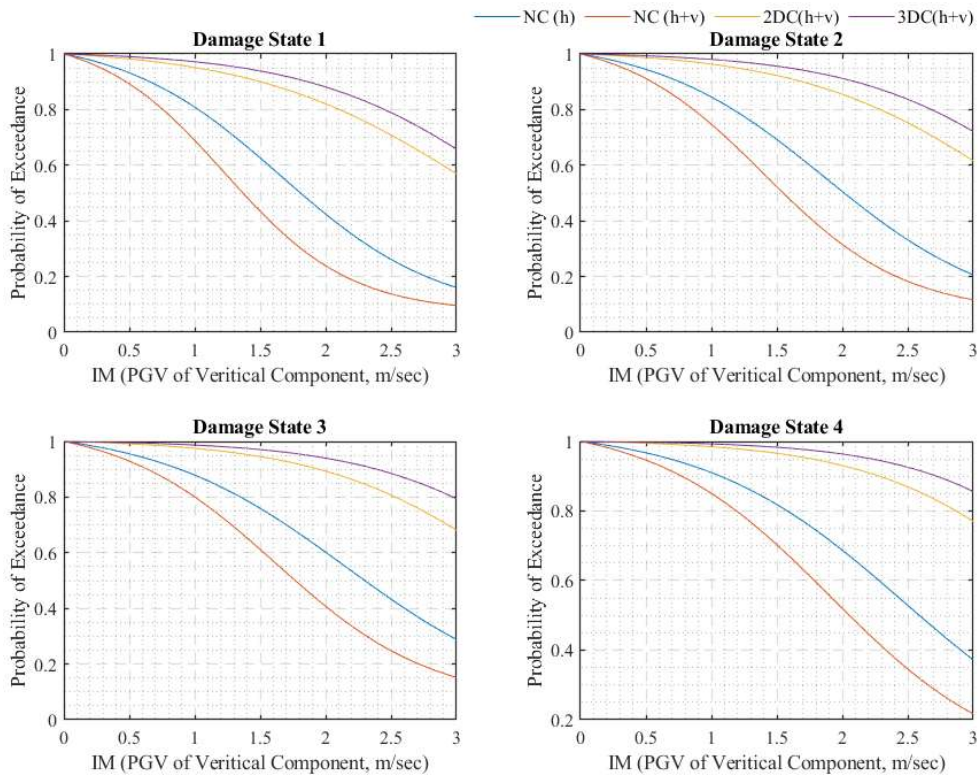 NC (h) NC (h+v) 2DC(h+v) 3DC(h+v)
Damage State 1
Probability of Exceedance
1
0.8
0.6
0.4
0.2
0
0 0.5 1 1.5 2 2.5 3
IM (PGV of Veritical Component, m/sec)
Damage State 2
Probability of Exceedance
1
0.8
0.6
0.4
0.2
0
0 0.5 1 1.5 2 2.5 3
IM (PGV of Veritical Component, m/sec)
Damage State 3
Probability of Exceedance
1
0.8
0.6
0.4
0.2
0
0 0.5 1 1.5 2 2.5 3
IM (PGV of Veritical Component, m/sec)
Damage State 4
Probability of Exceedance
1
0.8
0.6
0.4
0.2
0 0.5 1 1.5 2 2.5 3
IM (PGV of Veritical Component, m/sec)